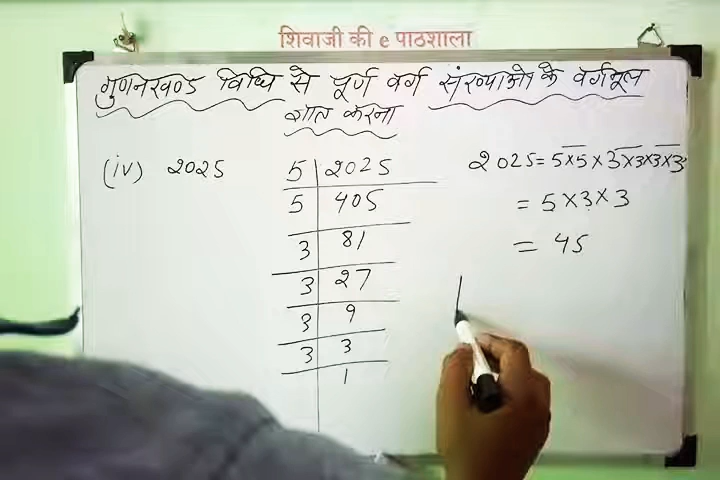 शिवाजी की e पाठशाला
गुणनखण्ड विधि से पूर्ण वर्ग संख्याओ के वर्गमूल
ज्ञात करना
(iv) 2025
5 | 2025
5 | 405
3 | 81
3 | 27
3 | 9
3 | 3
1
2025 = 5×5×3×3×3×3
= 5×3×3
= 45